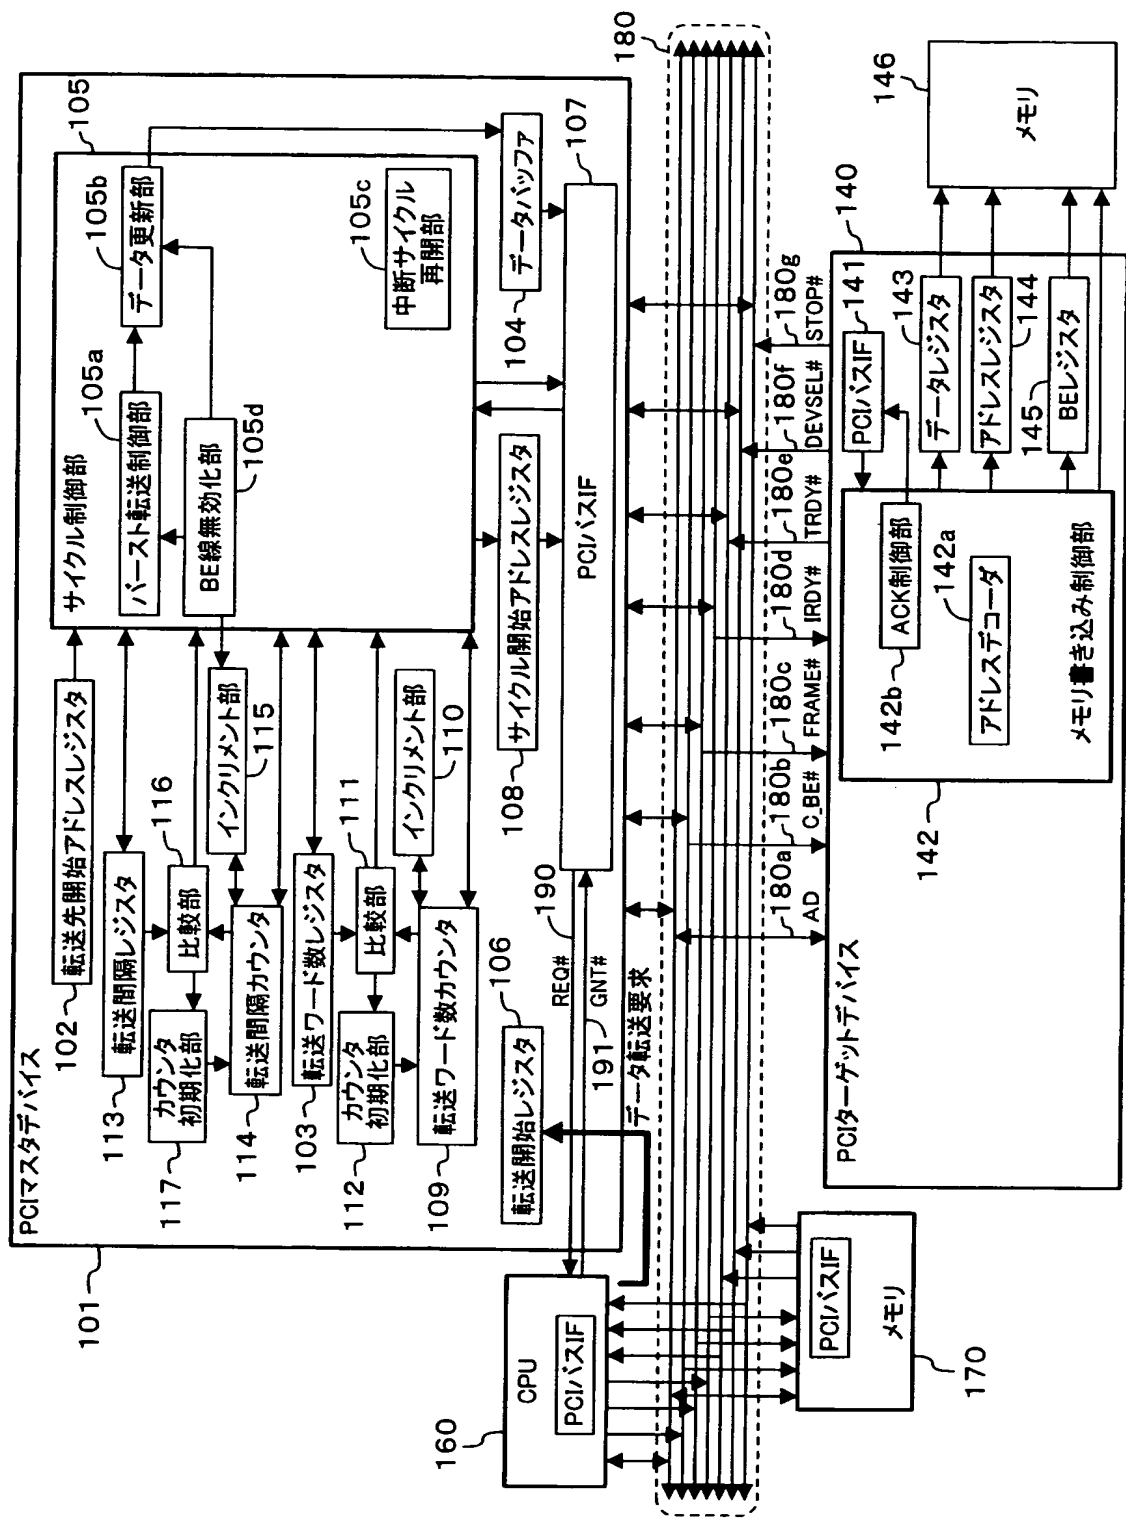 PCIマスタデバイス
101
102
転送先開始アドレスレジスタ
113
転送間隔レジスタ
116
比較部
117
カウンタ
初期化部
114
転送間隔カウンタ
インクリメント部
115
103
転送ワード数レジスタ
111
比較部
112
カウンタ
初期化部
109
転送ワード数カウンタ
インクリメント部
110
サイクル制御部
105
105a
バースト転送制御部
105b
データ更新部
BE線無効化部
105d
105c
中断サイクル
再開部
106
転送開始レジスタ
108
サイクル開始アドレスレジスタ
104
データバッファ
107
PCIバスIF
REQ#
190
GNT#
191
データ転送要求
160
CPU
PCIバスIF
180
170
PCIバスIF
メモリ
180a
AD
180b
C_BE#
180c
FRAME#
180d
IRDY#
180e
TRDY#
180f
DEVSEL#
180g
STOP#
PCIターゲットデバイス
140
141
PCIバスIF
142
メモリ書き込み制御部
142b
ACK制御部
142a
アドレスデコーダ
143
データレジスタ
144
アドレスレジスタ
145
BEレジスタ
146
メモリ